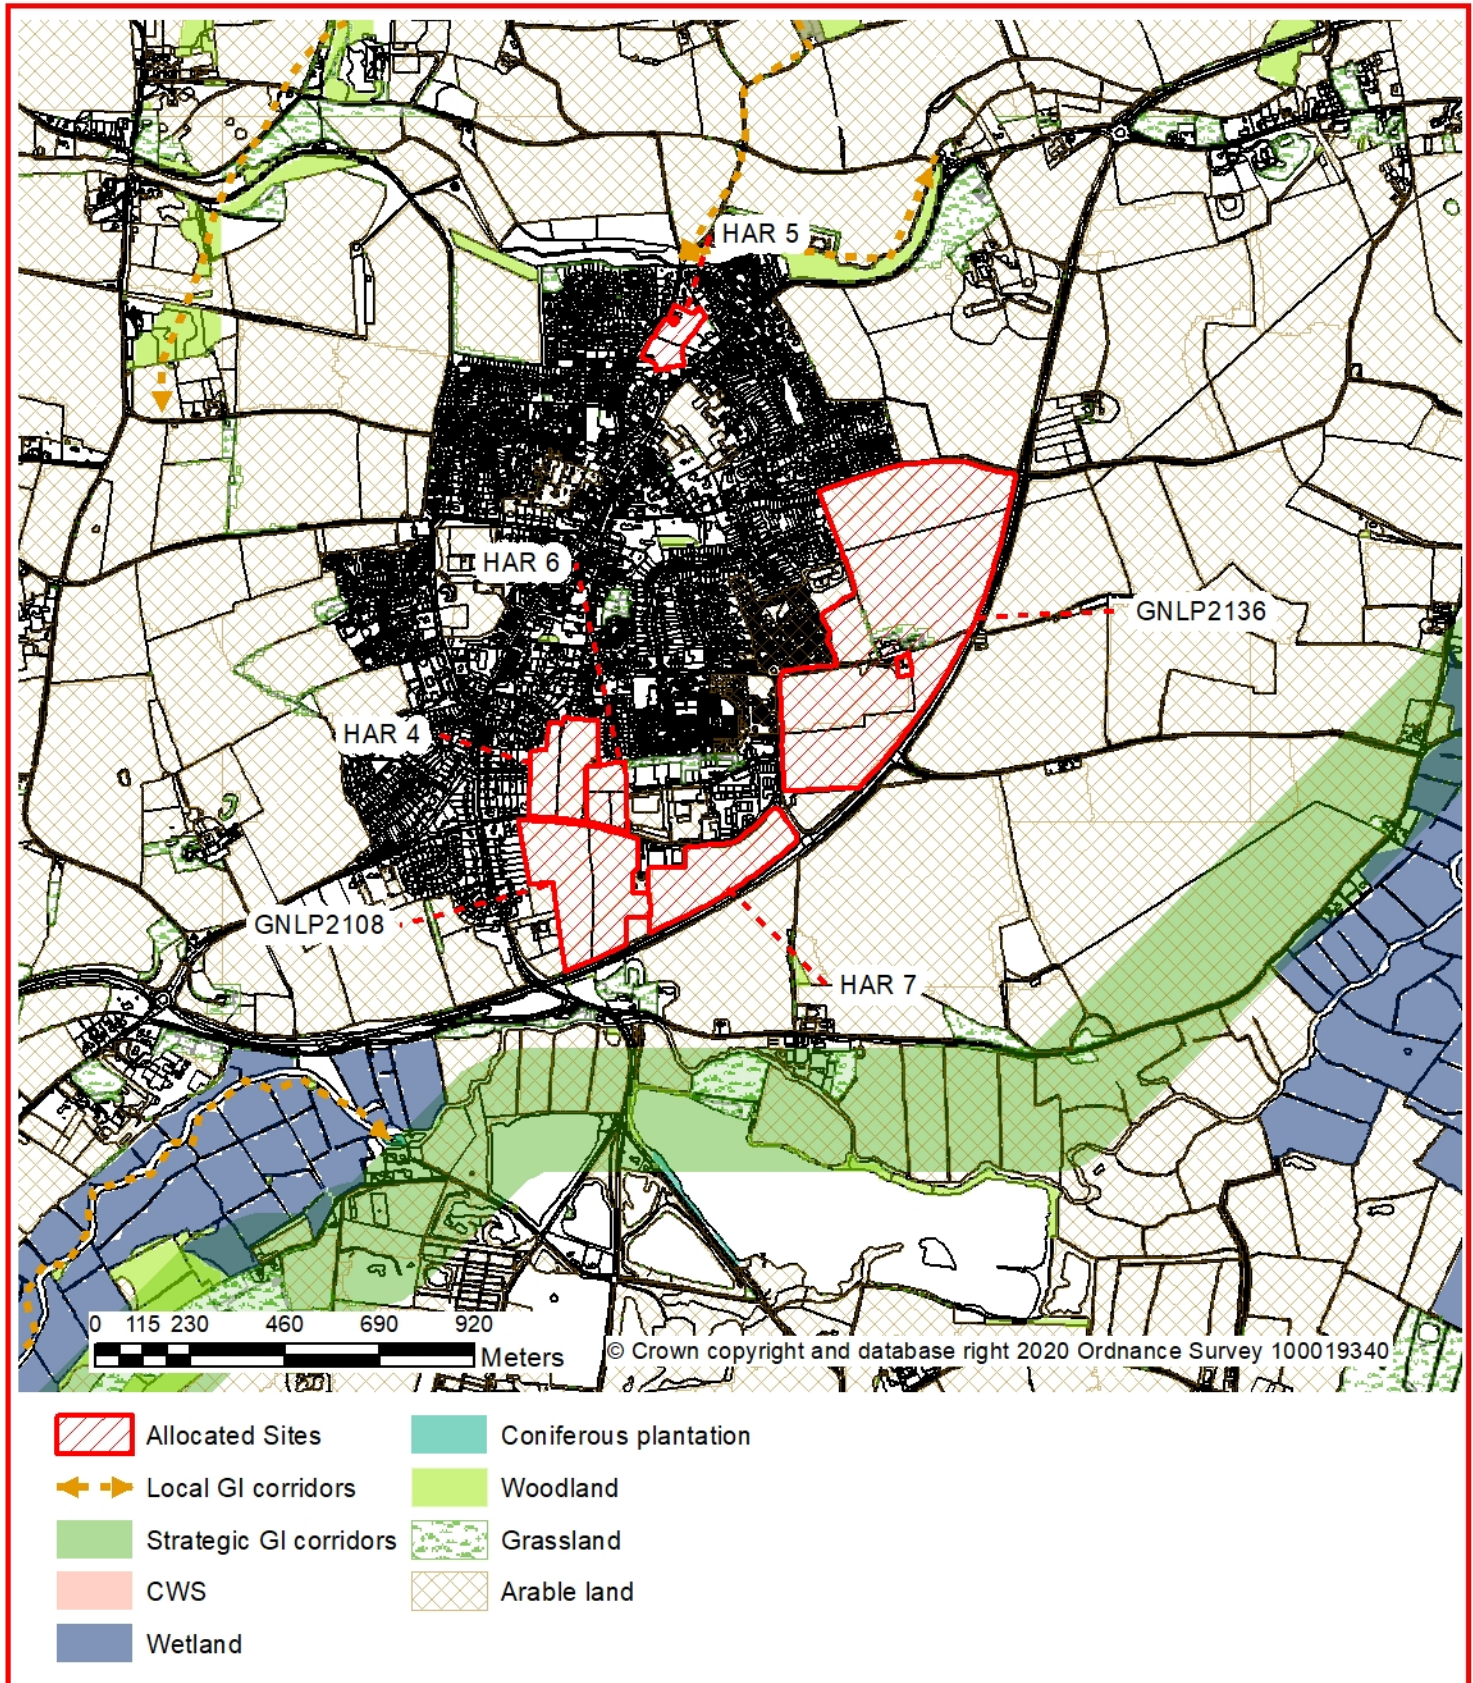 HAR 5
HAR 6
GNLP2136
HAR 4
GNLP2108
HAR 7
0 115 230 460 690 920
Meters
© Crown copyright and database right 2020 Ordnance Survey 100019340
Allocated Sites
Local GI corridors
Strategic GI corridors
CWS
Wetland
Coniferous plantation
Woodland
Grassland
Arable land